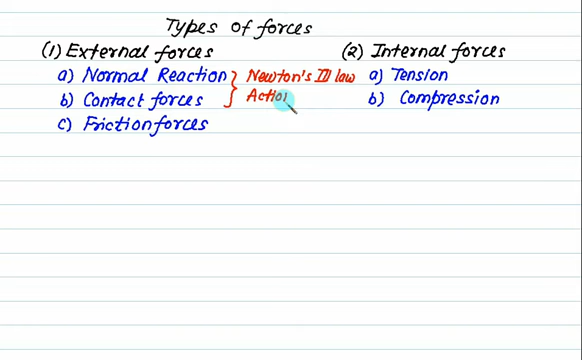 Types of forces
(1) External forces (2) Internal forces
a) Normal Reaction } Newton's III law a) Tension
b) Contact forces Action b) Compression
c) Friction forces